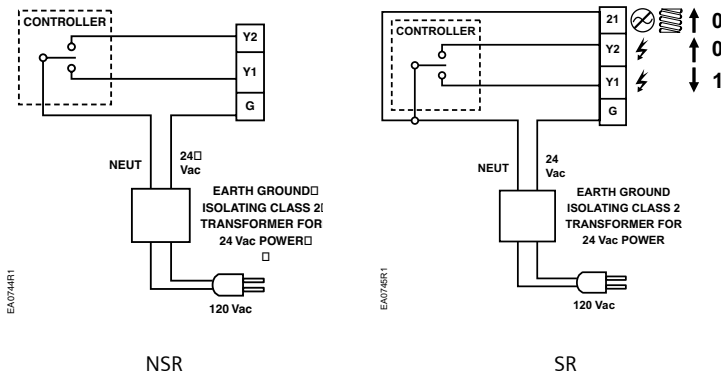 CONTROLLER
Y2
Y1
G
NEUT
24
Vac
EARTH GROUND
ISOLATING CLASS 2
TRANSFORMER FOR
24 Vac POWER
120 Vac
EA0744R1
NSR
CONTROLLER
21
Y2
Y1
G
0
0
1
NEUT
24
Vac
EARTH GROUND
ISOLATING CLASS 2
TRANSFORMER FOR
24 Vac POWER
120 Vac
EA0745R1
SR